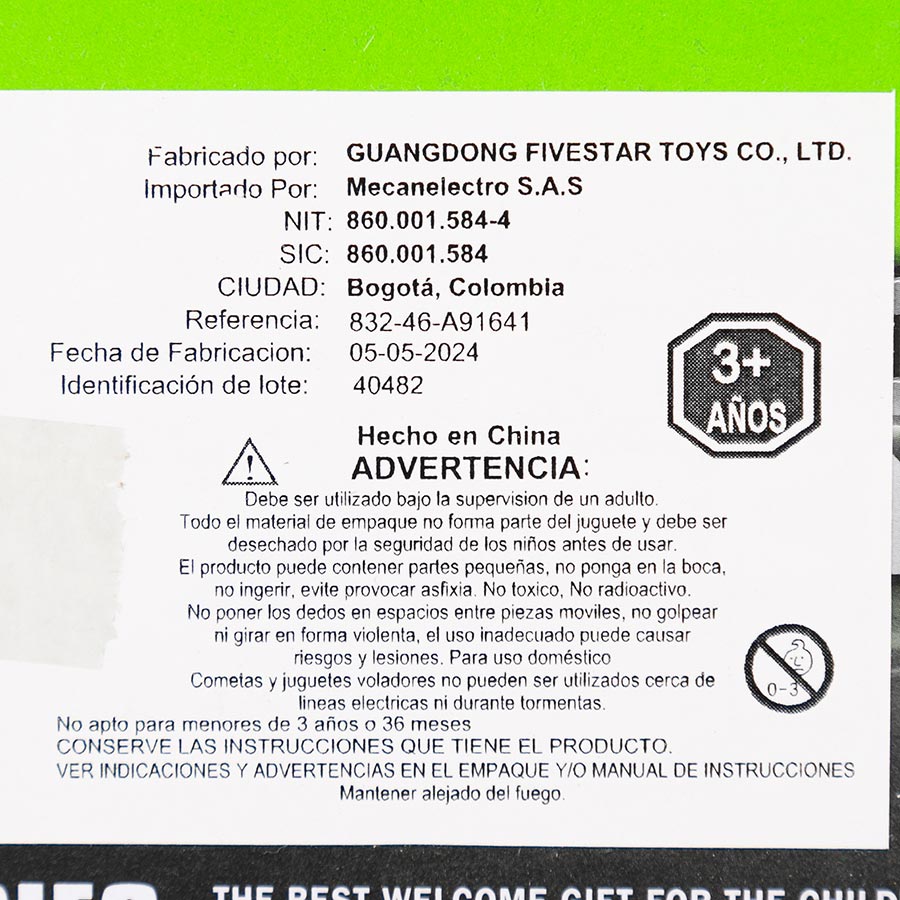 Fabricado por: GUANGDONG FIVESTAR TOYS CO., LTD.
Importado Por: Mecanelectro S.A.S
NIT: 860.001.584-4
SIC: 860.001.584
CIUDAD: Bogotá, Colombia
Referencia: 832-46-A91641
Fecha de Fabricacion: 05-05-2024
Identificación de lote: 40482
3+
AÑOS
Hecho en China
ADVERTENCIA:
Debe ser utilizado bajo la supervision de un adulto.
Todo el material de empaque no forma parte del juguete y debe ser
desechado por la seguridad de los niños antes de usar.
El producto puede contener partes pequeñas, no ponga en la boca,
no ingerir, evite provocar asfixia. No toxico, No radioactivo.
No poner los dedos en espacios entre piezas moviles, no golpear
ni girar en forma violenta, el uso inadecuado puede causar
riesgos y lesiones. Para uso doméstico
Cometas y juguetes voladores no pueden ser utilizados cerca de
lineas electricas ni durante tormentas.
0-3
No apto para menores de 3 años o 36 meses
CONSERVE LAS INSTRUCCIONES QUE TIENE EL PRODUCTO.
VER INDICACIONES Y ADVERTENCIAS EN EL EMPAQUE Y/O MANUAL DE INSTRUCCIONES
Mantener alejado del fuego.
THE BEST WELCOME GIFT FOR THE CHILD